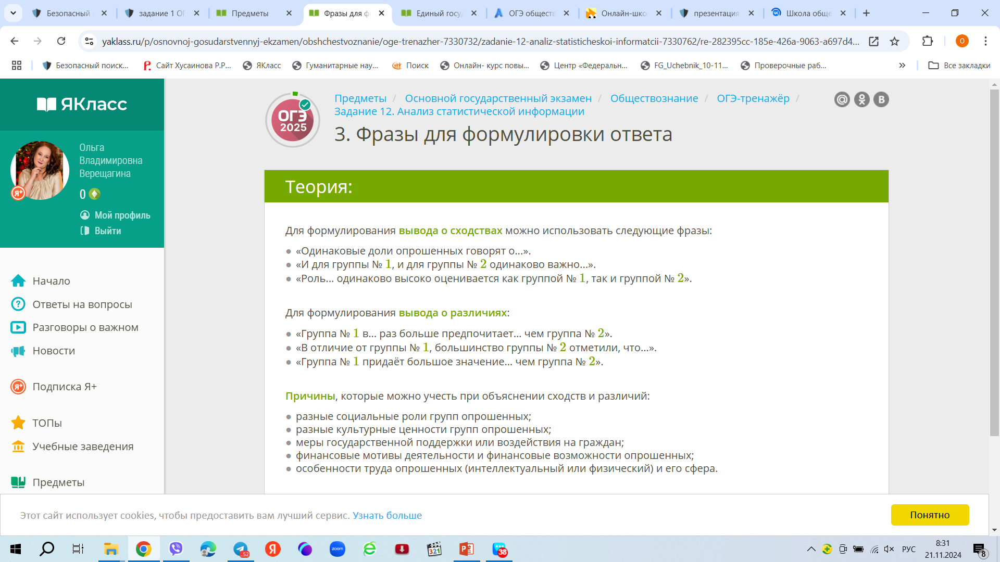 Безопасный
задание 1 ОГ
Предметы
Фразы для ф
Единый госу
ОГЭ обществ
Онлайн-шко
презентация
Школа обще
yaklass.ru/p/osnovnoj-gosudarstvennyj-ekzamen/obshchestvoznanie/oge-trenazher-7330732/zadanie-12-analiz-statisticheskoi-informatcii-7330762/re-282395cc-185e-426a-9063-a697d4...
О
Безопасный поиск...
Сайт Хусаинова Р.Р...
ЯКласс
Гуманитарные нау...
Поиск
Онлайн- курс повы...
Центр «Федеральн...
FG_Uchebnik_10-11...
Проверочные раб...
Все закладки
ЯКласс
Ольга
Владимировна
Верещагина
Я+
0
Мой профиль
Выйти
Начало
Ответы на вопросы
Разговоры о важном
Новости
Я+ Подписка Я+
ТОПы
Учебные заведения
Предметы
ОГЭ
2025
Предметы / Основной государственный экзамен / Обществознание / ОГЭ-тренажёр /
Задание 12. Анализ статистической информации
3. Фразы для формулировки ответа
Теория:
Для формулирования вывода о сходствах можно использовать следующие фразы:
● «Одинаковые доли опрошенных говорят о...».
● «И для группы № 1, и для группы № 2 одинаково важно...».
● «Роль... одинаково высоко оценивается как группой № 1, так и группой № 2».
Для формулирования вывода о различиях:
● «Группа № 1 в... раз больше предпочитает... чем группа № 2».
● «В отличие от группы № 1, большинство группы № 2 отметили, что...».
● «Группа № 1 придаёт большое значение... чем группа № 2».
Причины, которые можно учесть при объяснении сходств и различий:
● разные социальные роли групп опрошенных;
● разные культурные ценности групп опрошенных;
● меры государственной поддержки или воздействия на граждан;
● финансовые мотивы деятельности и финансовые возможности опрошенных;
● особенности труда опрошенных (интеллектуальный или физический) и его сфера.
Этот сайт использует cookies, чтобы предоставить вам лучший сервис. Узнать больше
Понятно
..52
Я
zoom
321
P
38
РУС
8:31
21.11.2024
8